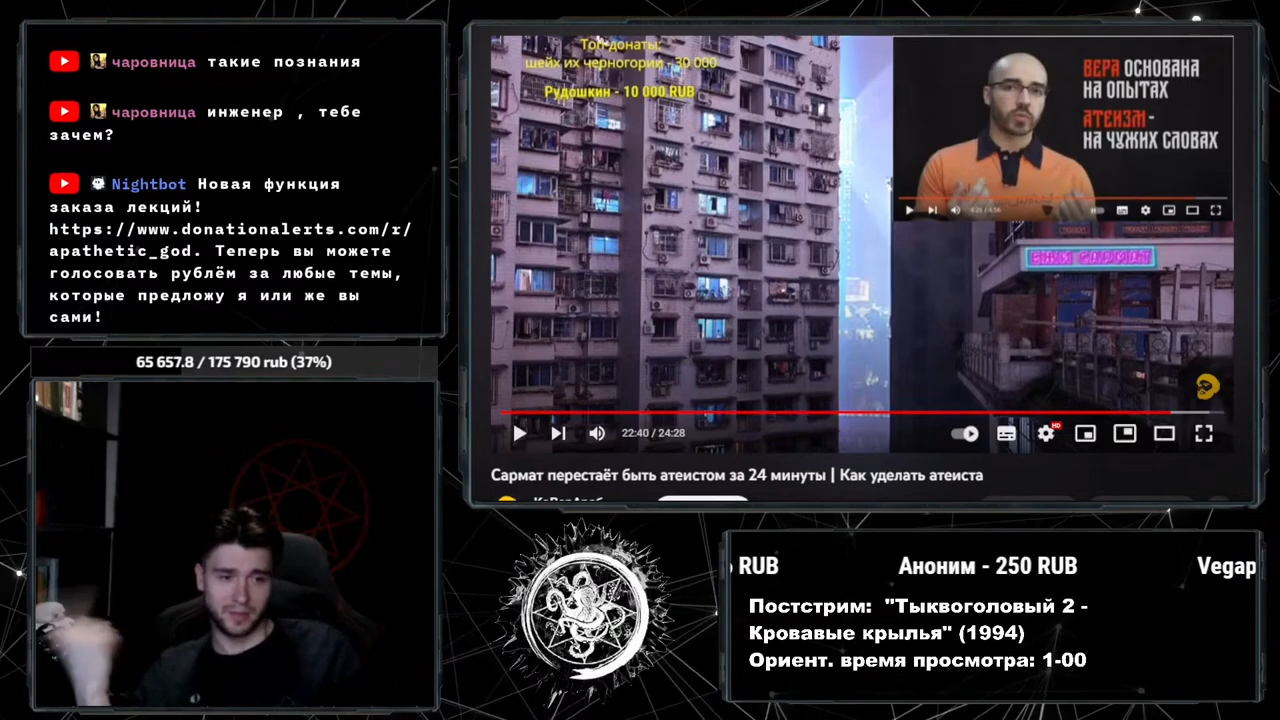 чаровница такие познания
чаровница инженер , тебе
зачем?
Nightbot Новая функция
заказа лекций!
https://www.donationalerts.com/r/
apathetic_god. Теперь вы можете
голосовать рублём за любые темы,
которые предложу я или же вы
сами!
65 657.8 / 175 790 rub (37%)
Топ-донаты:
шейх их черногории - 30 000
Рудошкин - 10 000 RUB
ВЕРА ОСНОВАНА
НА ОПЫТАХ
АТЕИЗМ -
НА ЧУЖИХ СЛОВАХ
22:40 / 24:28
HD
Сармат перестаёт быть атеистом за 24 минуты | Как уделать атеиста
RUB
Аноним - 250 RUB
Vegap
Постстрим: "Тыквоголовый 2 -
Кровавые крылья" (1994)
Ориент. время просмотра: 1-00